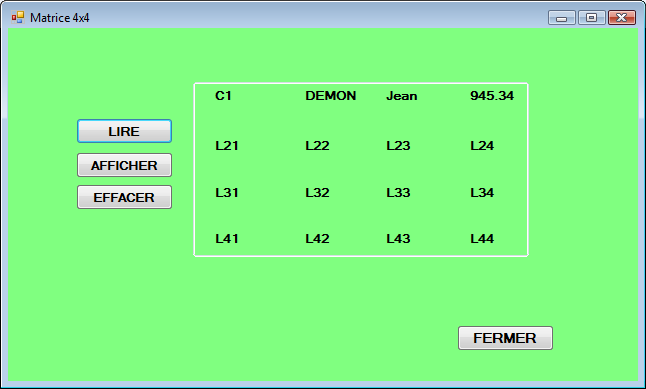 Matrice 4x4
C1 DEMON Jean 945.34
LIRE
L21 L22 L23 L24
AFFICHER
EFFACER
L31 L32 L33 L34
L41 L42 L43 L44
FERMER